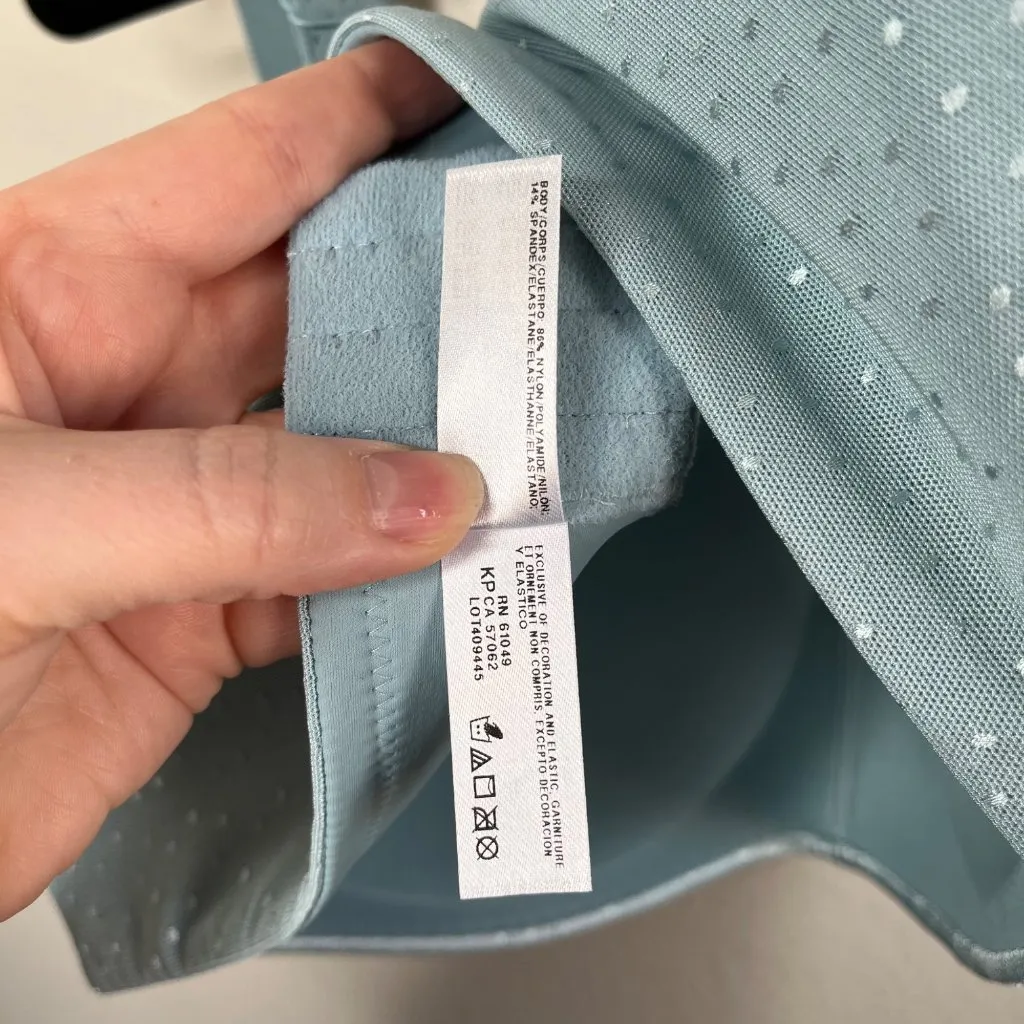 BODY/CORPS/CUERPO: 86% NYLON/POLYAMIDE/NILON;
14% SPANDEX/ELASTANE/ELASTHANNE/ELASTANO;
EXCLUSIVE OF DECORATION AND ELASTIC, GARNITURE
ET ORNEMENT NON COMPRIS, EXCEPTO DECORACION
Y ELASTICO
RN 61049
KP CA 57062
LOT409445